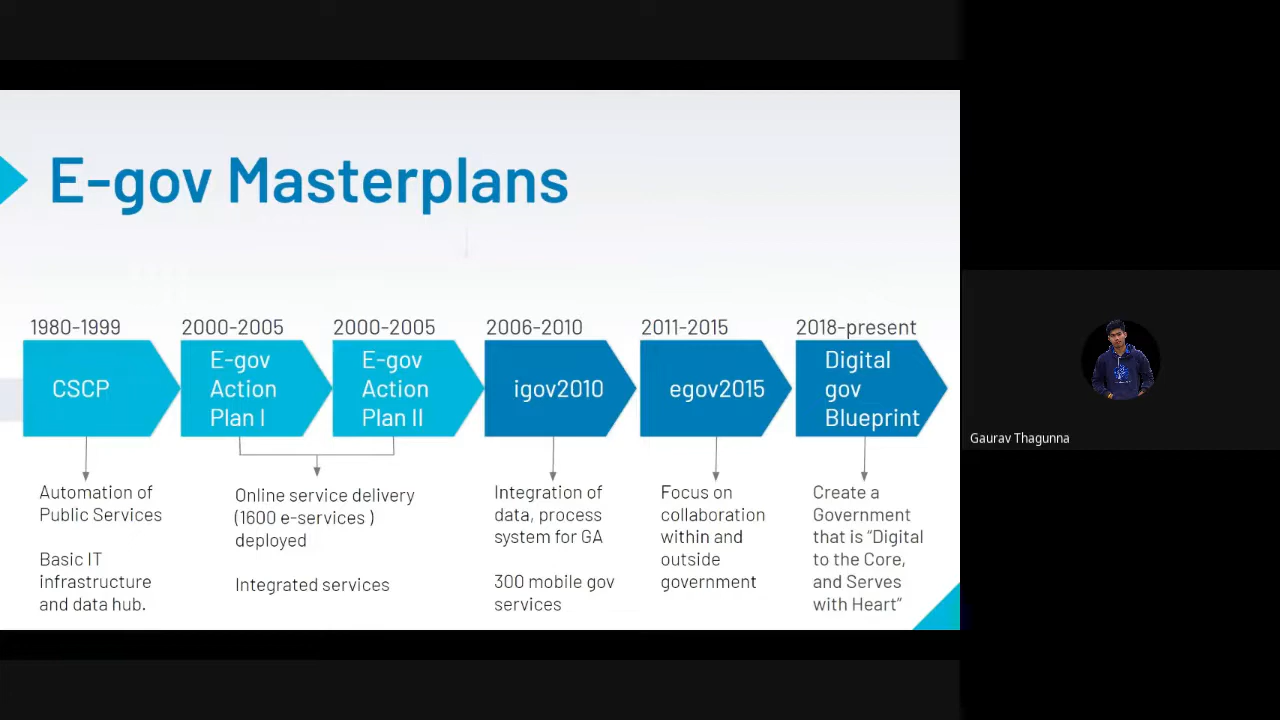 E-gov Masterplans
1980-1999
2000-2005
2000-2005
2006-2010
2011-2015
2018-present
CSCP
E-gov
Action
Plan I
E-gov
Action
Plan II
igov2010
egov2015
Digital
gov
Blueprint
Automation of
Public Services
Basic IT
infrastructure
and data hub.
Online service delivery
(1600 e-services )
deployed
Integrated services
Integration of
data, process
system for GA
300 mobile gov
services
Focus on
collaboration
within and
outside
government
Create a
Government
that is “Digital
to the Core,
and Serves
with Heart”
Gaurav Thagunna